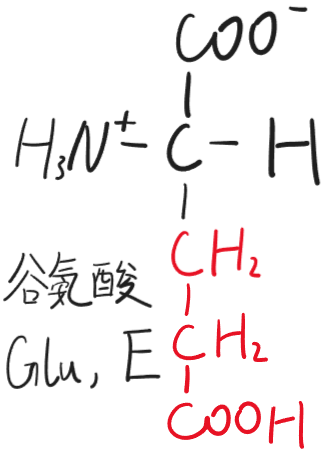 COO⁻
H₃N⁺-C-H
CH₂
谷氨酸
Glu, E CH₂
COOH